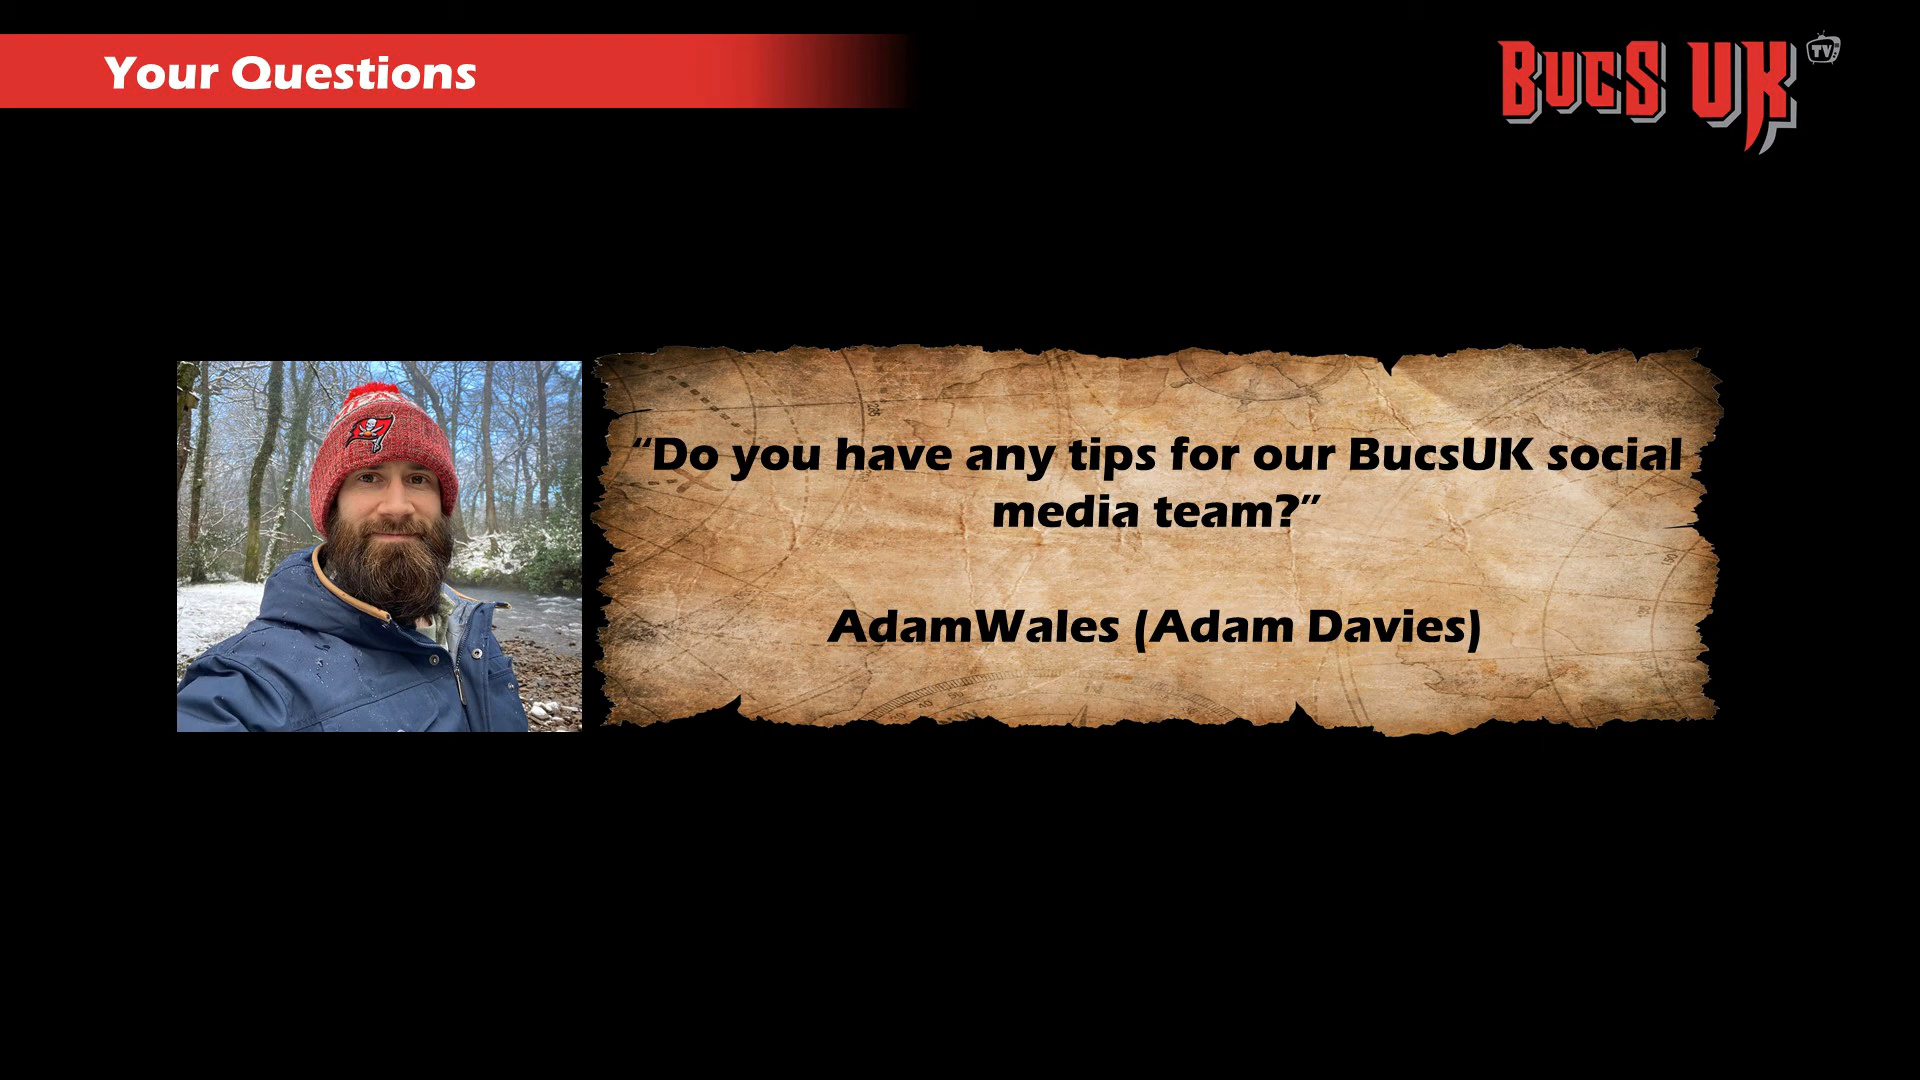 Your Questions
BUCS UK TV
“Do you have any tips for our BucsUK social
media team?”
AdamWales (Adam Davies)